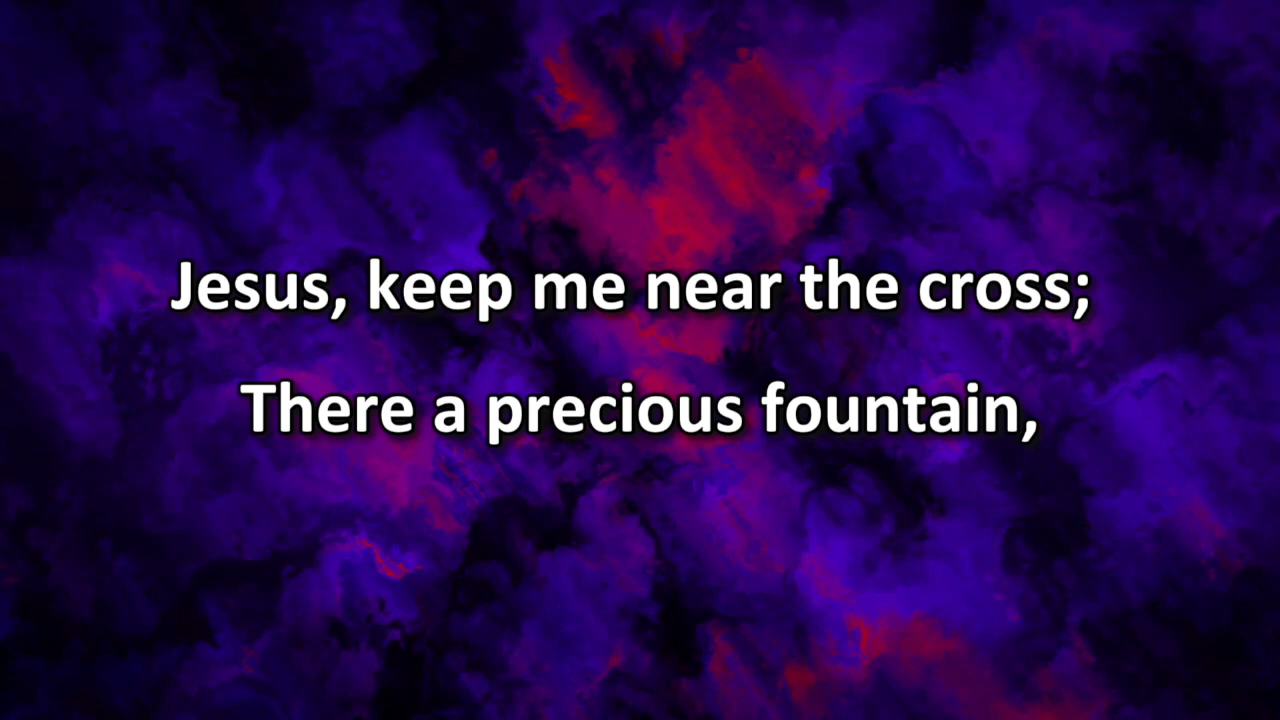 Jesus, keep me near the cross;
There a precious fountain,